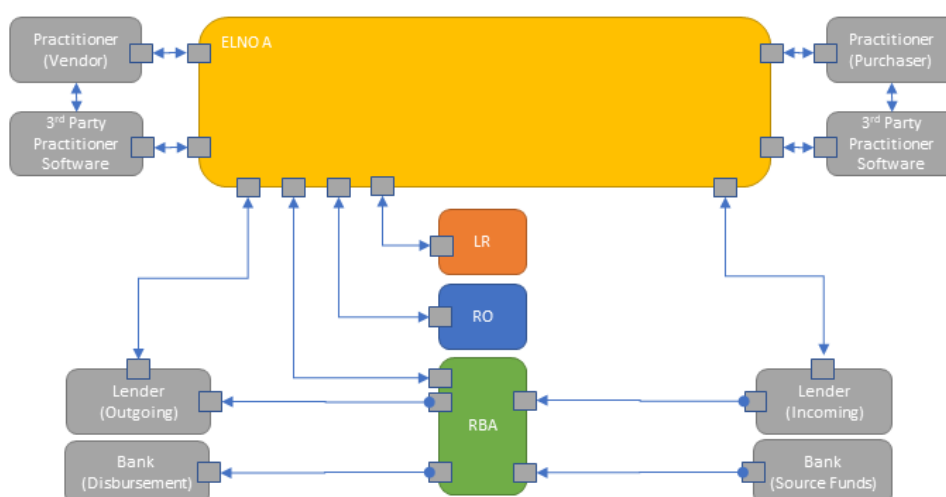 Practitioner
(Vendor)
ELNO A
Practitioner
(Purchaser)
3rd Party
Practitioner
Software
3rd Party
Practitioner
Software
LR
RO
Lender
(Outgoing)
RBA
Lender
(Incoming)
Bank
(Disbursement)
Bank
(Source Funds)